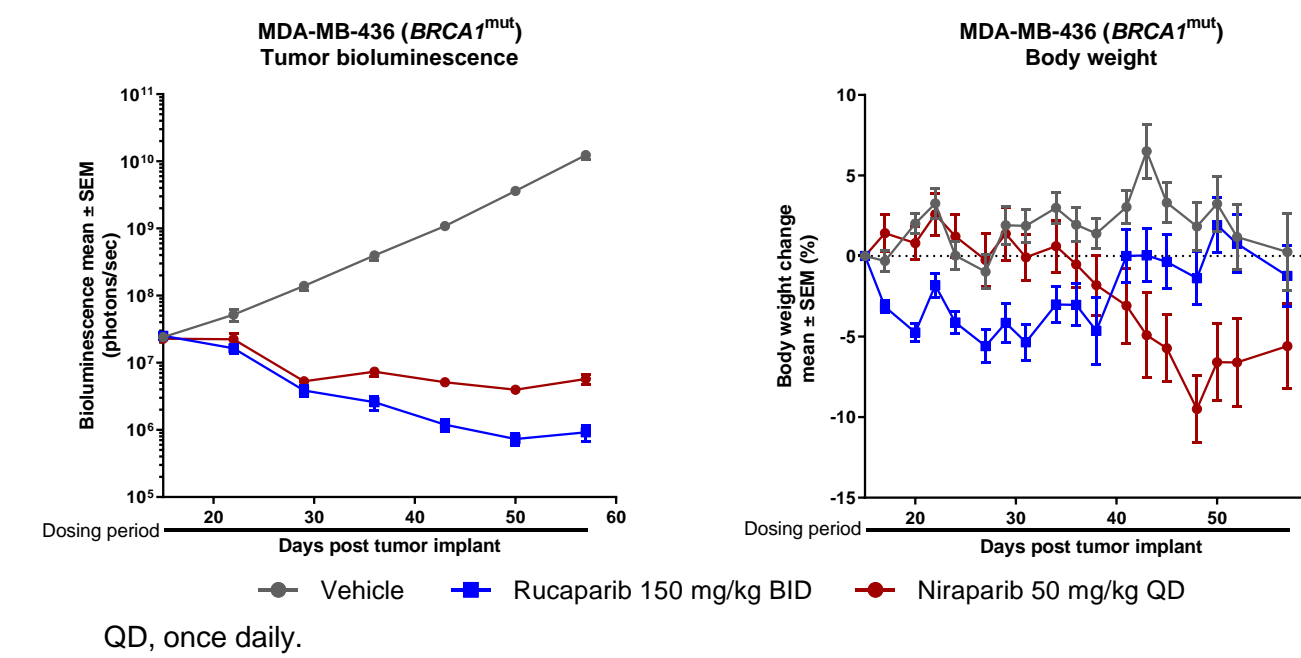 MDA-MB-436 (BRCA1mut)
Tumor bioluminescence
Bioluminescence mean ± SEM
(photons/sec)
10¹¹
10¹⁰
10⁹
10⁸
10⁷
10⁶
10⁵
20 30 40 50 60
Dosing period
Days post tumor implant
MDA-MB-436 (BRCA1mut)
Body weight
Body weight change
mean ± SEM (%)
10
5
0
-5
-10
-15
20 30 40 50
Dosing period
Days post tumor implant
Vehicle Rucaparib 150 mg/kg BID Niraparib 50 mg/kg QD
QD, once daily.